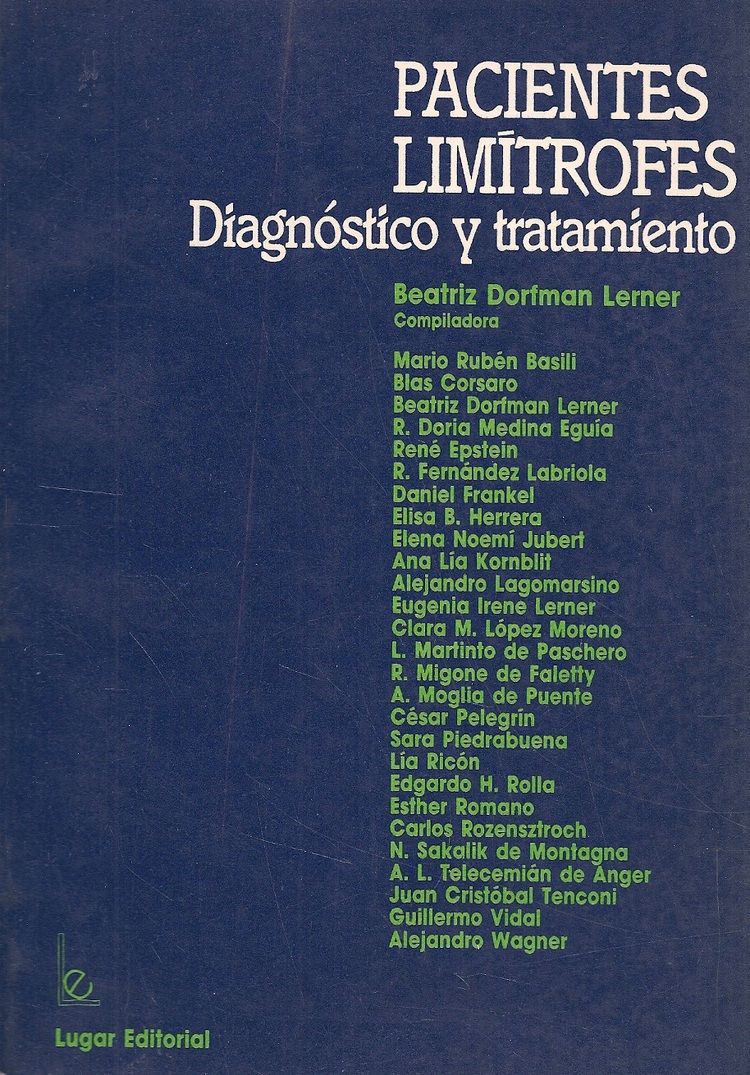 PACIENTES
LIMÍTROFES
Diagnóstico y tratamiento
Beatriz Dorfman Lerner
Compiladora
Mario Rubén Basili
Blas Corsaro
Beatriz Dorfman Lerner
R. Doria Medina Eguía
René Epstein
R. Fernández Labriola
Daniel Frankel
Elisa B. Herrera
Elena Noemí Jubert
Ana Lía Kornblit
Alejandro Lagomarsino
Eugenia Irene Lerner
Clara M. López Moreno
L. Martinto de Paschero
R. Migone de Faletty
A. Moglia de Puente
César Pelegrín
Sara Piedrabuena
Lía Ricón
Edgardo H. Rolla
Esther Romano
Carlos Rozensztroch
N. Sakalik de Montagna
A. L. Telecemián de Anger
Juan Cristóbal Tenconi
Guillermo Vidal
Alejandro Wagner
Le
Lugar Editorial